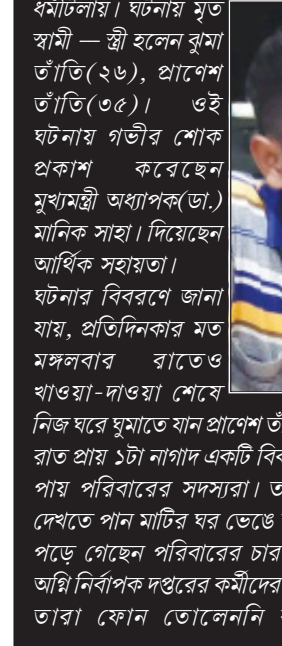 ধর্মটিলায়। ঘটনায় মৃত
স্বামী — স্ত্রী হলেন ঝুমা
তাঁতি(২৬), প্রাণেশ
তাঁতি(৩৫)। ওই
ঘটনায় গভীর শোক
প্রকাশ করেছেন
মুখ্যমন্ত্রী অধ্যাপক(ডা.)
মানিক সাহা। দিয়েছেন
আর্থিক সহায়তা।
ঘটনার বিবরণে জানা
যায়, প্রতিদিনকার মত
মঙ্গলবার রাতেও
খাওয়া-দাওয়া শেষে
নিজ ঘরে ঘুমাতে যান প্রাণেশ
রাত প্রায় ১টা নাগাদ একটি
পায় পরিবারের সদস্যরা।
দেখতে পান মাটির ঘর ভেঙে
পড়ে গেছেন পরিবারের চার
অগ্নি নির্বাপক দপ্তরের কর্মীদের
তারা ফোন তোলেননি